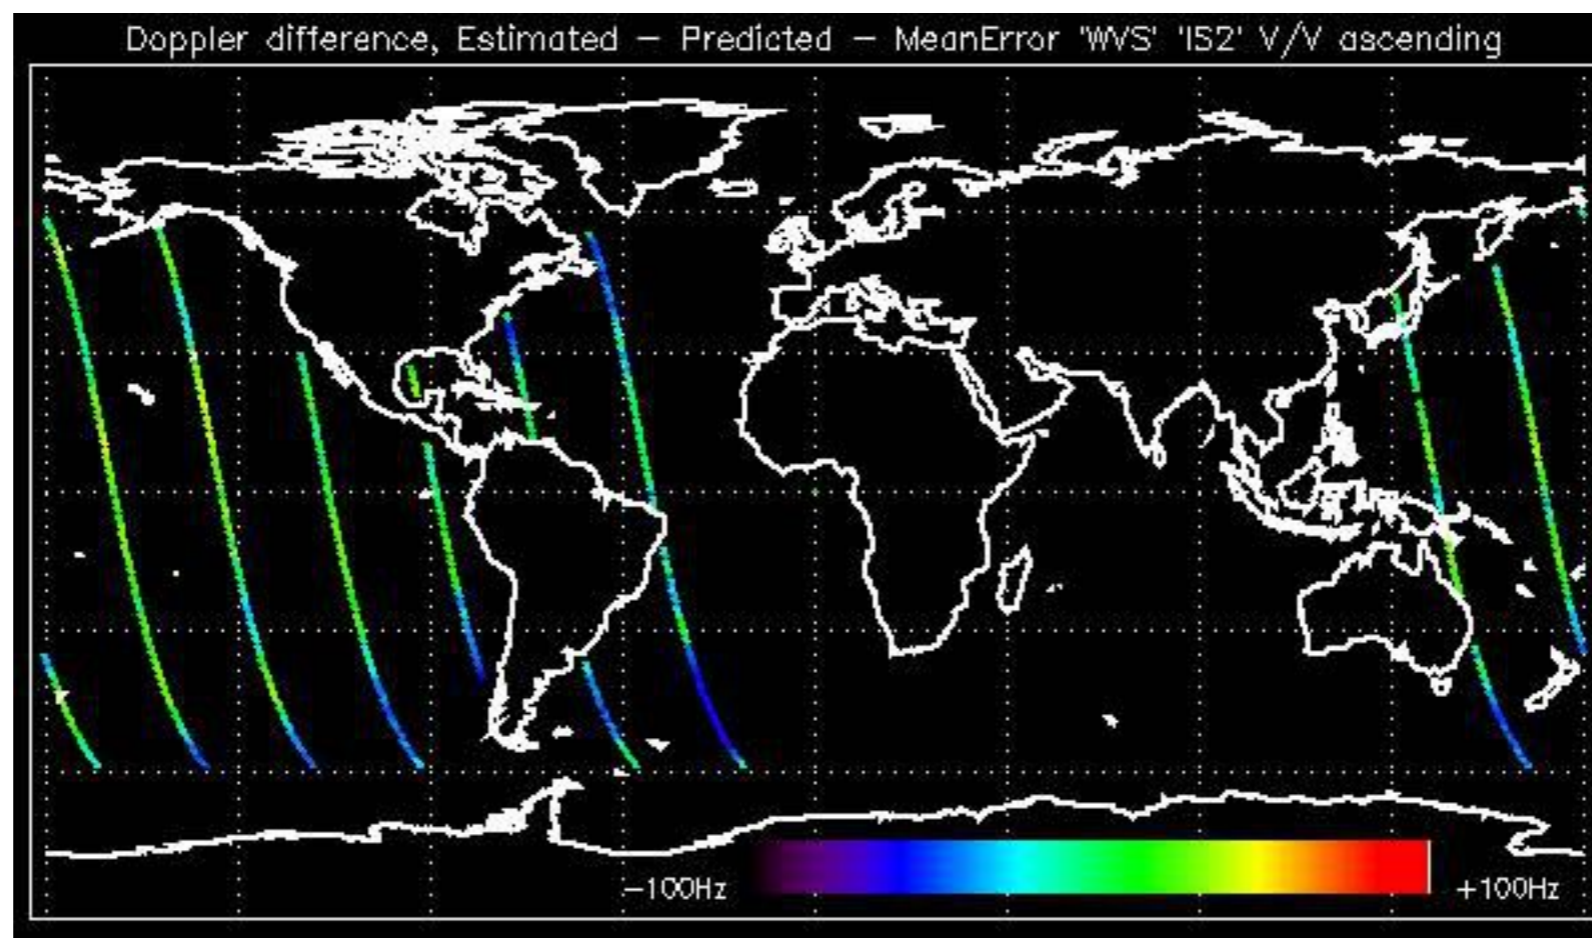 Doppler difference, Estimated – Predicted – MeanError 'WVS' 'IS2' V/V ascending
–100Hz
+100Hz